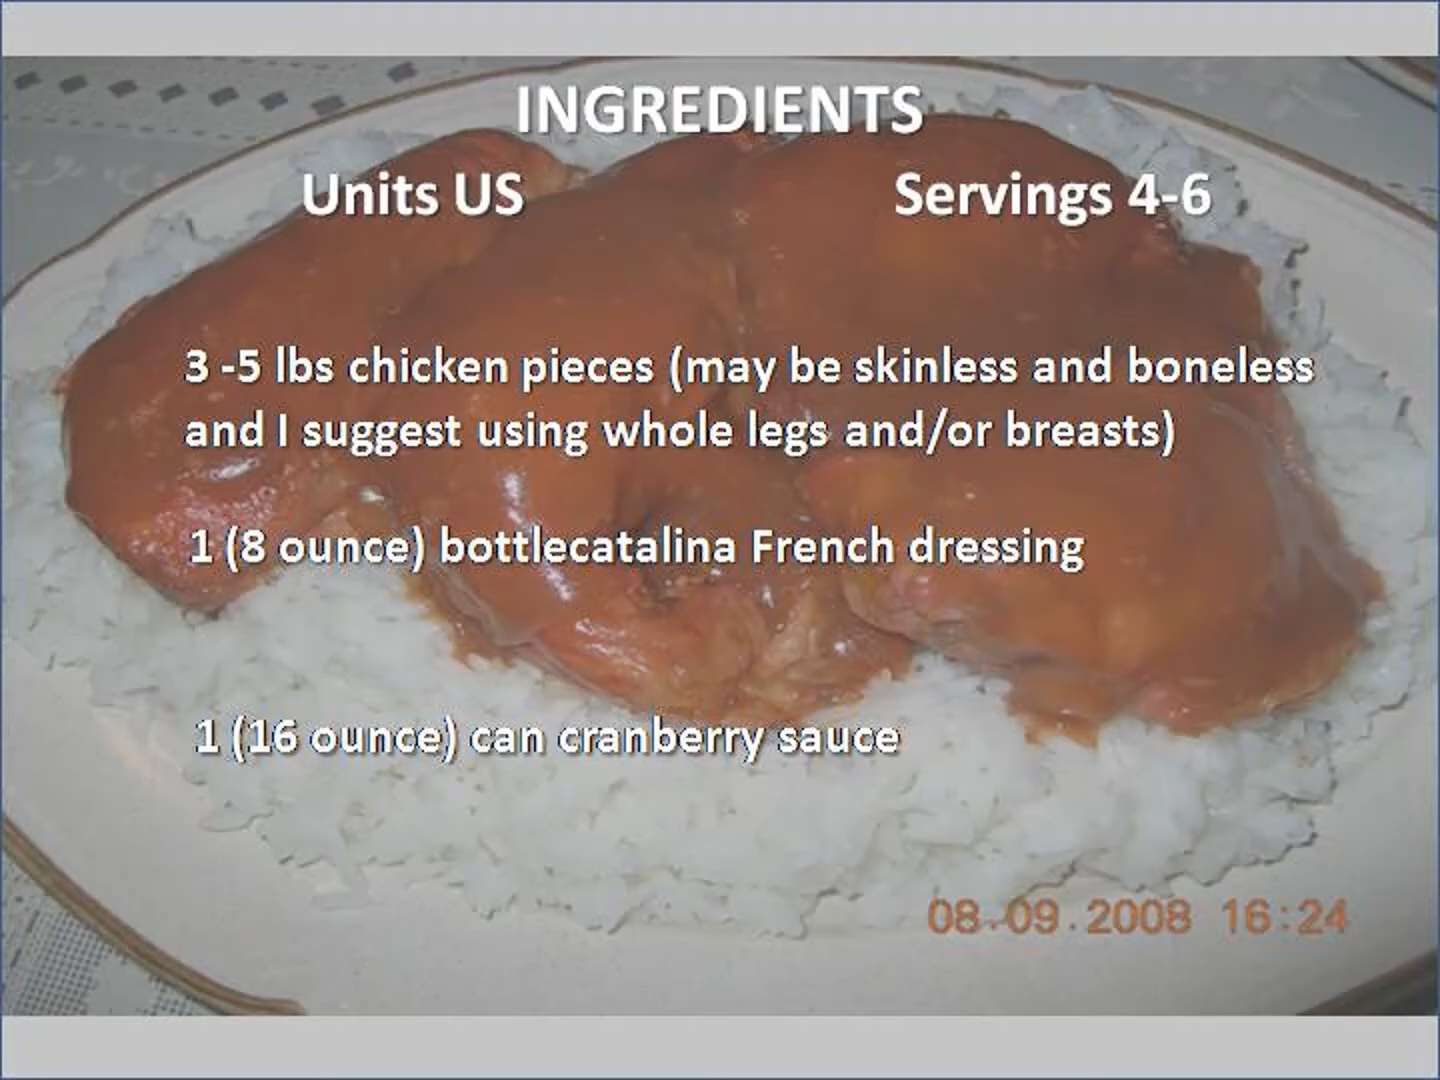 INGREDIENTS
Units US Servings 4-6
3 -5 lbs chicken pieces (may be skinless and boneless
and I suggest using whole legs and/or breasts)
1 (8 ounce) bottlecatalina French dressing
1 (16 ounce) can cranberry sauce
08.09.2008 16:24